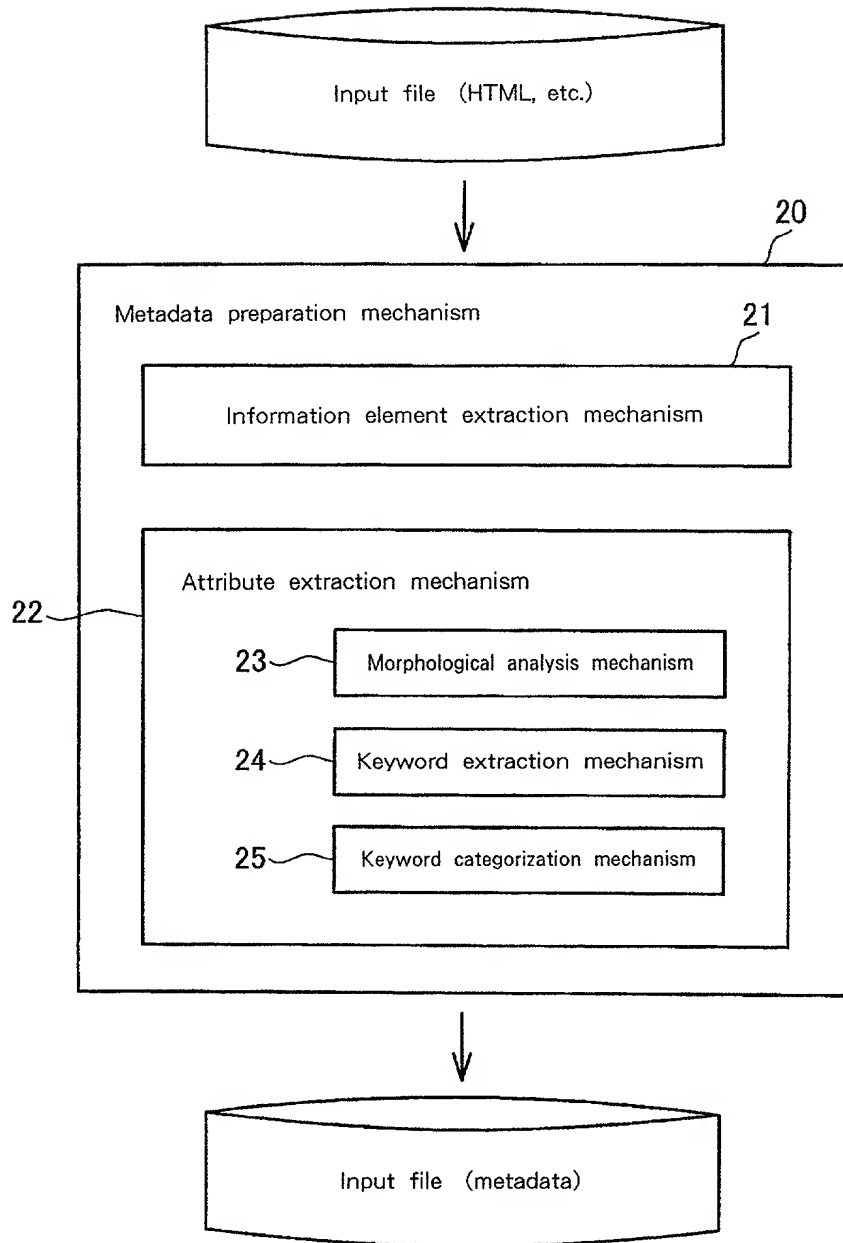 Input file (HTML, etc.)
20
Metadata preparation mechanism
21
Information element extraction mechanism
Attribute extraction mechanism
22
23 Morphological analysis mechanism
24 Keyword extraction mechanism
25 Keyword categorization mechanism
Input file (metadata)